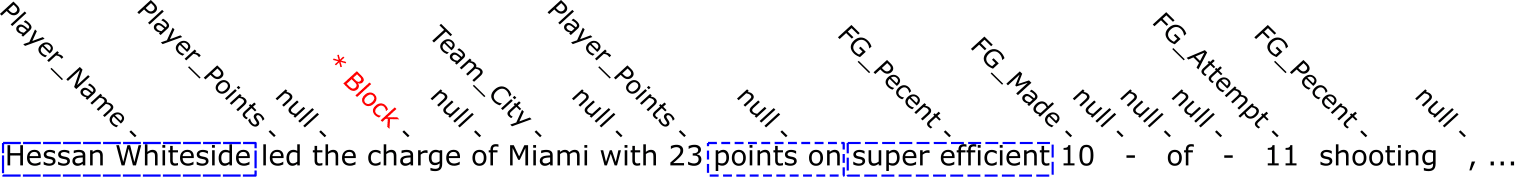 Player_Name - Player_Points - null - * Block - null - Team_City - null - Player_Points - null - FG_Pecent - FG_Made - null - null - null - FG_Attempt - FG_Pecent - null -
Hessan Whiteside led the charge of Miami with 23 points on super efficient 10 - of - 11 shooting , ...